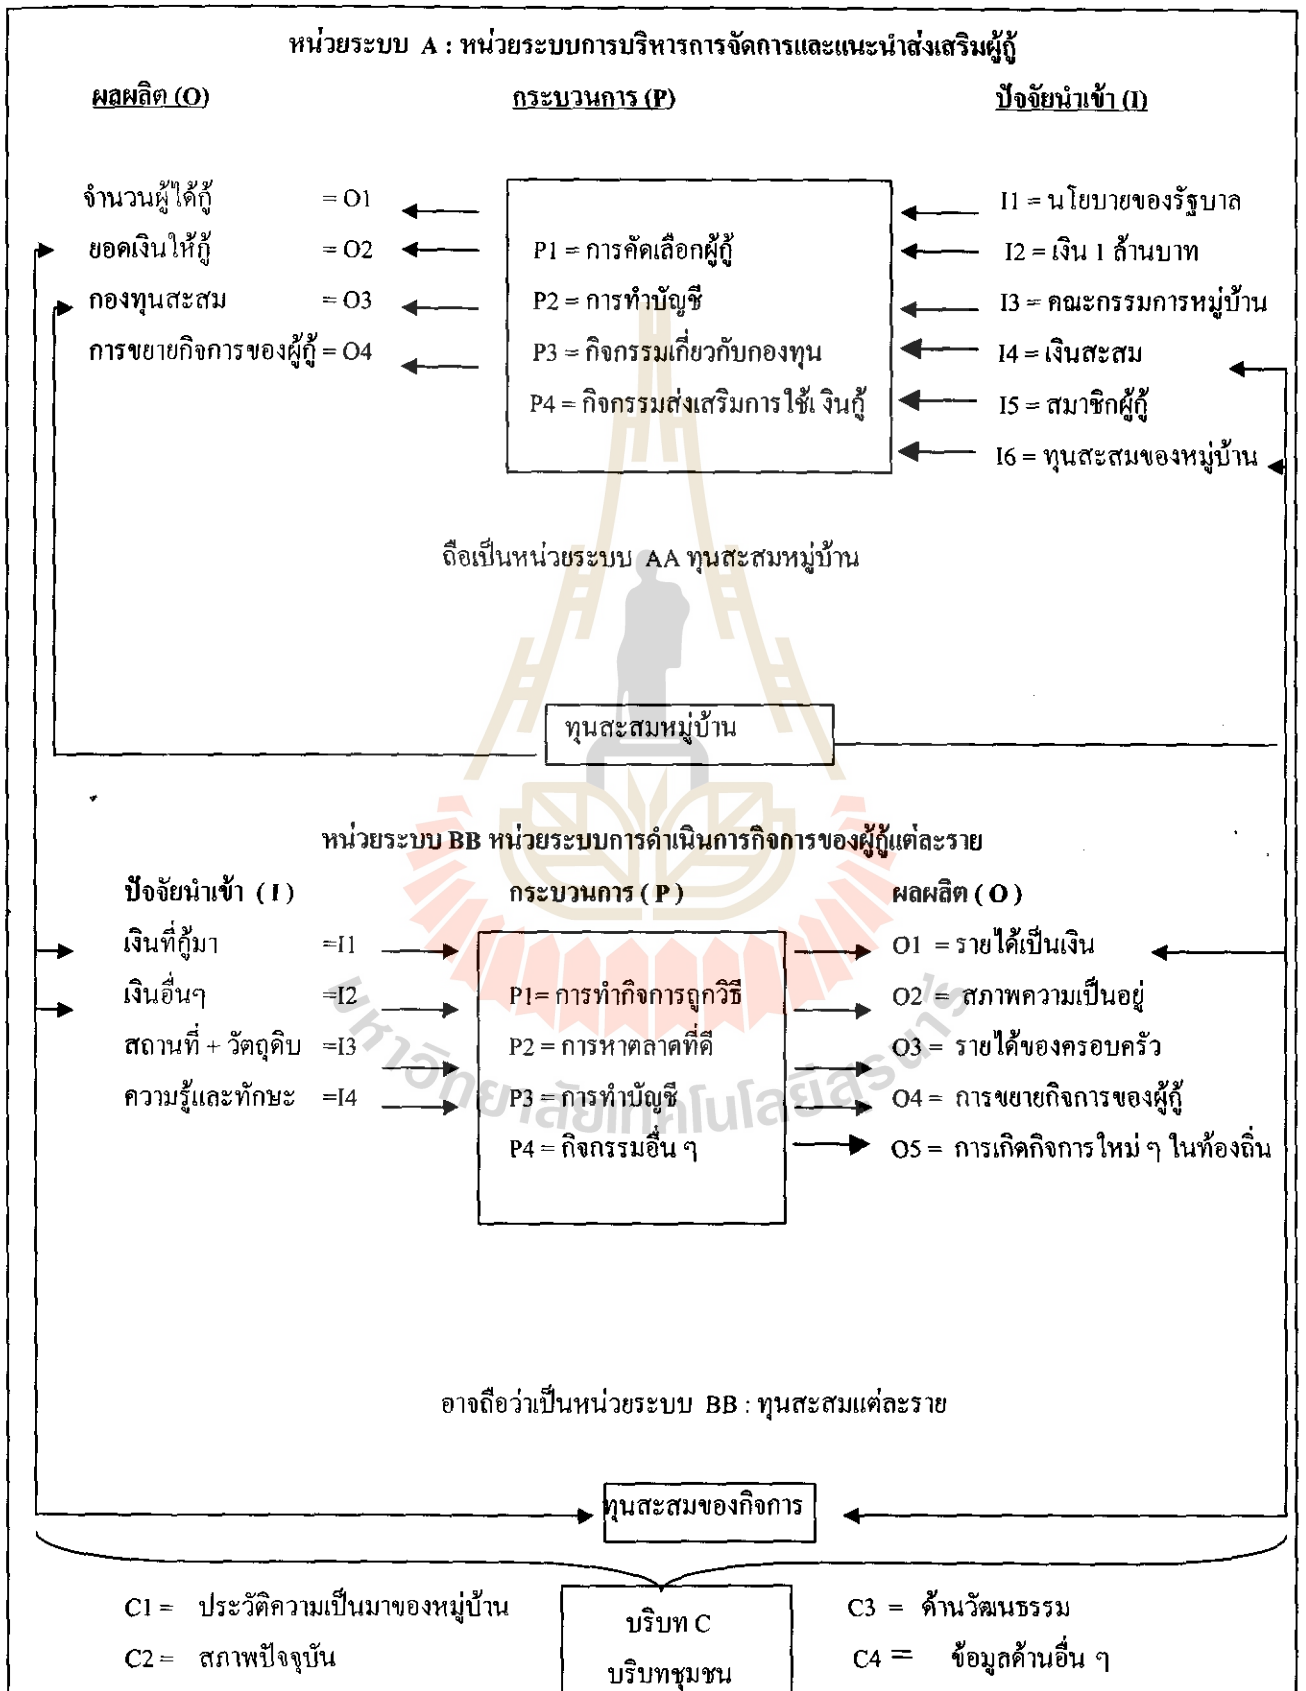 หน่วยระบบ A : หน่วยระบบการบริหารการจัดการและแนะนำส่งเสริมผู้กู้
ผลผลิต (O) กระบวนการ (P) ปัจจัยนำเข้า (I)
จำนวนผู้ได้กู้ = O1 I1 = นโยบายของรัฐบาล
ยอดเงินให้กู้ = O2 P1 = การคัดเลือกผู้กู้ I2 = เงิน 1 ล้านบาท
กองทุนสะสม = O3 P2 = การทำบัญชี I3 = คณะกรรมการหมู่บ้าน
การขยายกิจการของผู้กู้ = O4 P3 = กิจกรรมเกี่ยวกับกองทุน I4 = เงินสะสม
P4 = กิจกรรมส่งเสริมการใช้เงินกู้ I5 = สมาชิกผู้กู้
I6 = ทุนสะสมของหมู่บ้าน
ถือเป็นหน่วยระบบ AA ทุนสะสมหมู่บ้าน
ทุนสะสมหมู่บ้าน
หน่วยระบบ BB หน่วยระบบการดำเนินการกิจการของผู้กู้แต่ละราย
ปัจจัยนำเข้า ( I ) กระบวนการ ( P ) ผลผลิต ( O )
เงินที่กู้มา =I1 O1 = รายได้เป็นเงิน
เงินอื่นๆ =I2 P1= การทำกิจการถูกวิธี O2 = สภาพความเป็นอยู่
สถานที่ + วัตถุดิบ =I3 P2 = การหาตลาดที่ดี O3 = รายได้ของครอบครัว
ความรู้และทักษะ =I4 P3 = การทำบัญชี O4 = การขยายกิจการของผู้กู้
P4 = กิจกรรมอื่น ๆ O5 = การเกิดกิจการใหม่ ๆ ในท้องถิ่น
มหาวิทยาลัยเทคโนโลยีสุรนารี
อาจถือว่าเป็นหน่วยระบบ BB : ทุนสะสมแต่ละราย
ทุนสะสมของกิจการ
C1 = ประวัติความเป็นมาของหมู่บ้าน บริบท C C3 = ด้านวัฒนธรรม
C2 = สภาพปัจจุบัน บริบทชุมชน C4 = ข้อมูลด้านอื่น ๆ